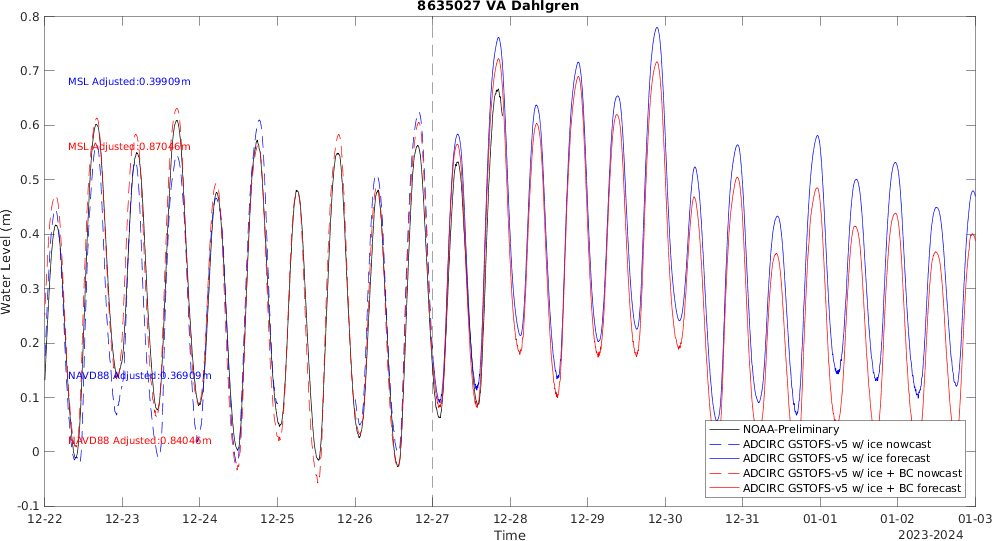 8635027 VA Dahlgren
Water Level (m)
0.8
0.7
0.6
0.5
0.4
0.3
0.2
0.1
0
-0.1
MSL Adjusted:0.39909m
MSL Adjusted:0.87046m
NAVD88 Adjusted:0.36909m
NAVD88 Adjusted:0.84046m
NOAA-Preliminary
ADCIRC GSTOFS-v5 w/ ice nowcast
ADCIRC GSTOFS-v5 w/ ice forecast
ADCIRC GSTOFS-v5 w/ ice + BC nowcast
ADCIRC GSTOFS-v5 w/ ice + BC forecast
12-22 12-23 12-24 12-25 12-26 12-27 12-28 12-29 12-30 12-31 01-01 01-02 01-03
Time
2023-2024